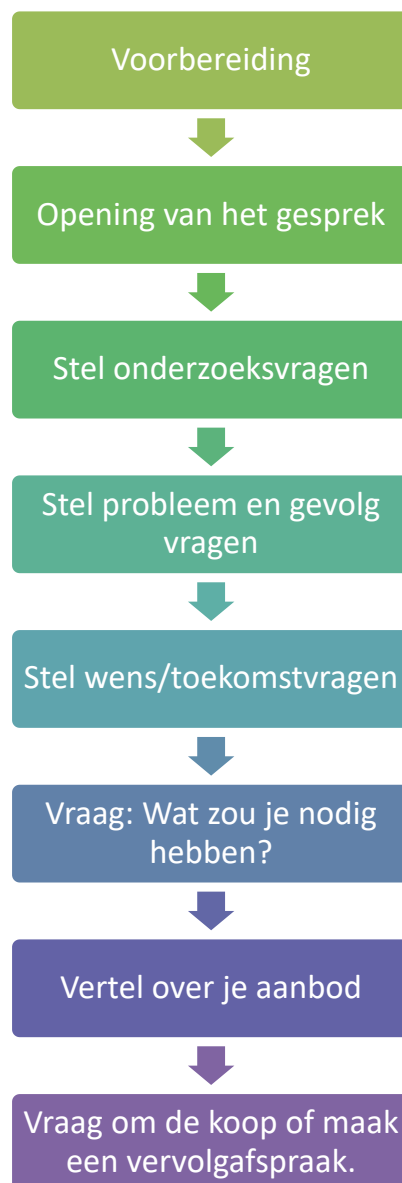 Voorbereiding
Opening van het gesprek
Stel onderzoeksvragen
Stel probleem en gevolg
vragen
Stel wens/toekomstvragen
Vraag: Wat zou je nodig
hebben?
Vertel over je aanbod
Vraag om de koop of maak
een vervolgafspraak.